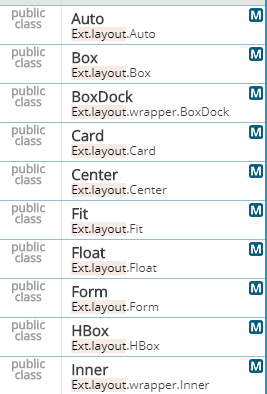 public class Auto M
Ext.layout.Auto
public class Box M
Ext.layout.Box
public class BoxDock M
Ext.layout.wrapper.BoxDock
public class Card M
Ext.layout.Card
public class Center M
Ext.layout.Center
public class Fit M
Ext.layout.Fit
public class Float M
Ext.layout.Float
public class Form M
Ext.layout.Form
public class HBox M
Ext.layout.HBox
public class Inner M
Ext.layout.wrapper.Inner